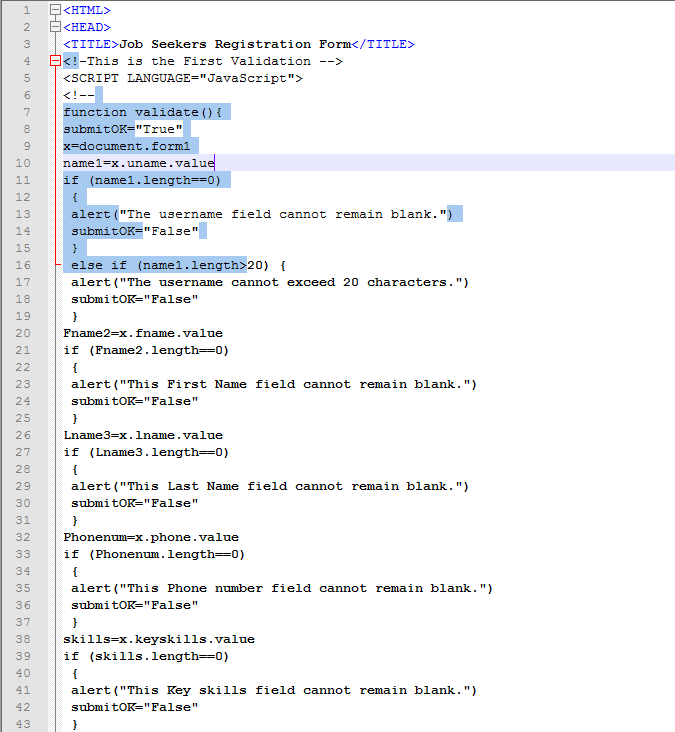 1 <HTML>
2 <HEAD>
3 <TITLE>Job Seekers Registration Form</TITLE>
4 <!-This is the First Validation -->
5 <SCRIPT LANGUAGE="JavaScript">
6 <!--
7 function validate(){
8 submitOK="True"
9 x=document.form1
10 name1=x.uname.value
11 if (name1.length==0)
12 {
13 alert("The username field cannot remain blank.")
14 submitOK="False"
15 }
16 else if (name1.length>20) {
17 alert("The username cannot exceed 20 characters.")
18 submitOK="False"
19 }
20 Fname2=x.fname.value
21 if (Fname2.length==0)
22 {
23 alert("This First Name field cannot remain blank.")
24 submitOK="False"
25 }
26 Lname3=x.lname.value
27 if (Lname3.length==0)
28 {
29 alert("This Last Name field cannot remain blank.")
30 submitOK="False"
31 }
32 Phonenum=x.phone.value
33 if (Phonenum.length==0)
34 {
35 alert("This Phone number field cannot remain blank.")
36 submitOK="False"
37 }
38 skills=x.keyskills.value
39 if (skills.length==0)
40 {
41 alert("This Key skills field cannot remain blank.")
42 submitOK="False"
43 }